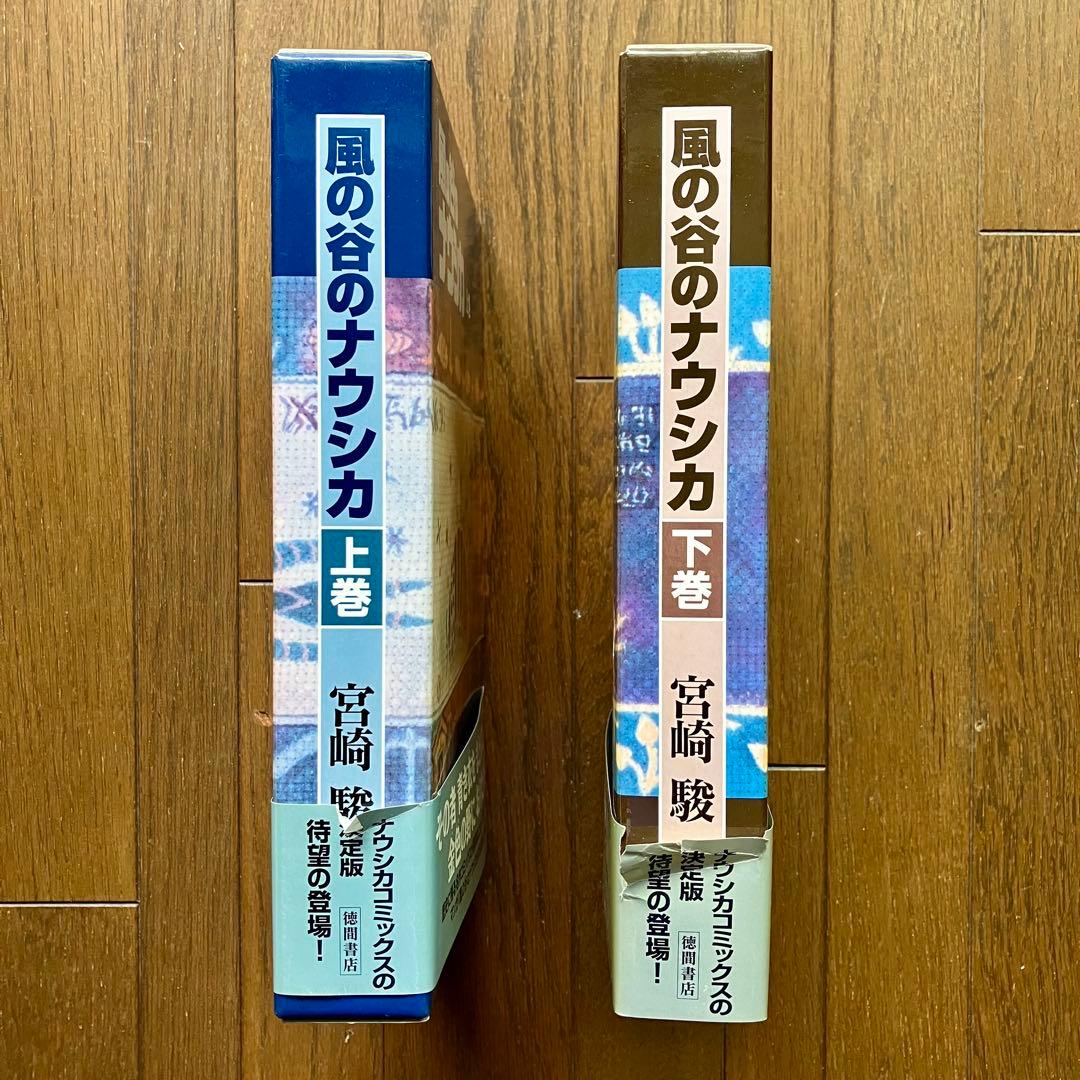 風の谷のナウシカ
上巻
宮崎 駿
ナウシカコミックスの
決定版
待望の登場!
徳間書店
風の谷のナウシカ
下巻
宮崎 駿
ナウシカコミックスの
決定版
待望の登場!
徳間書店